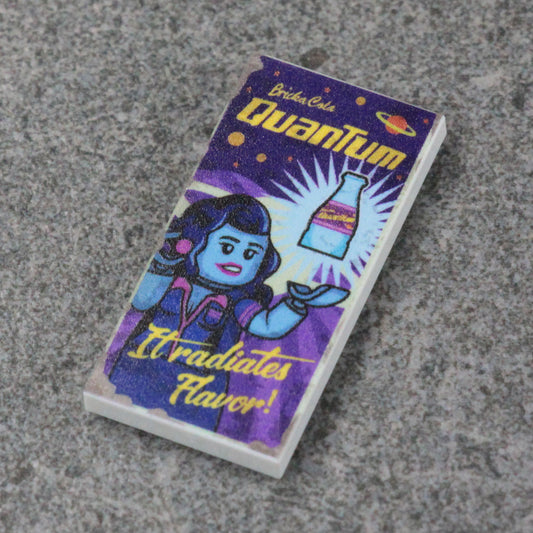 Bricka Cola
Quantum
It radiates
Flavor!